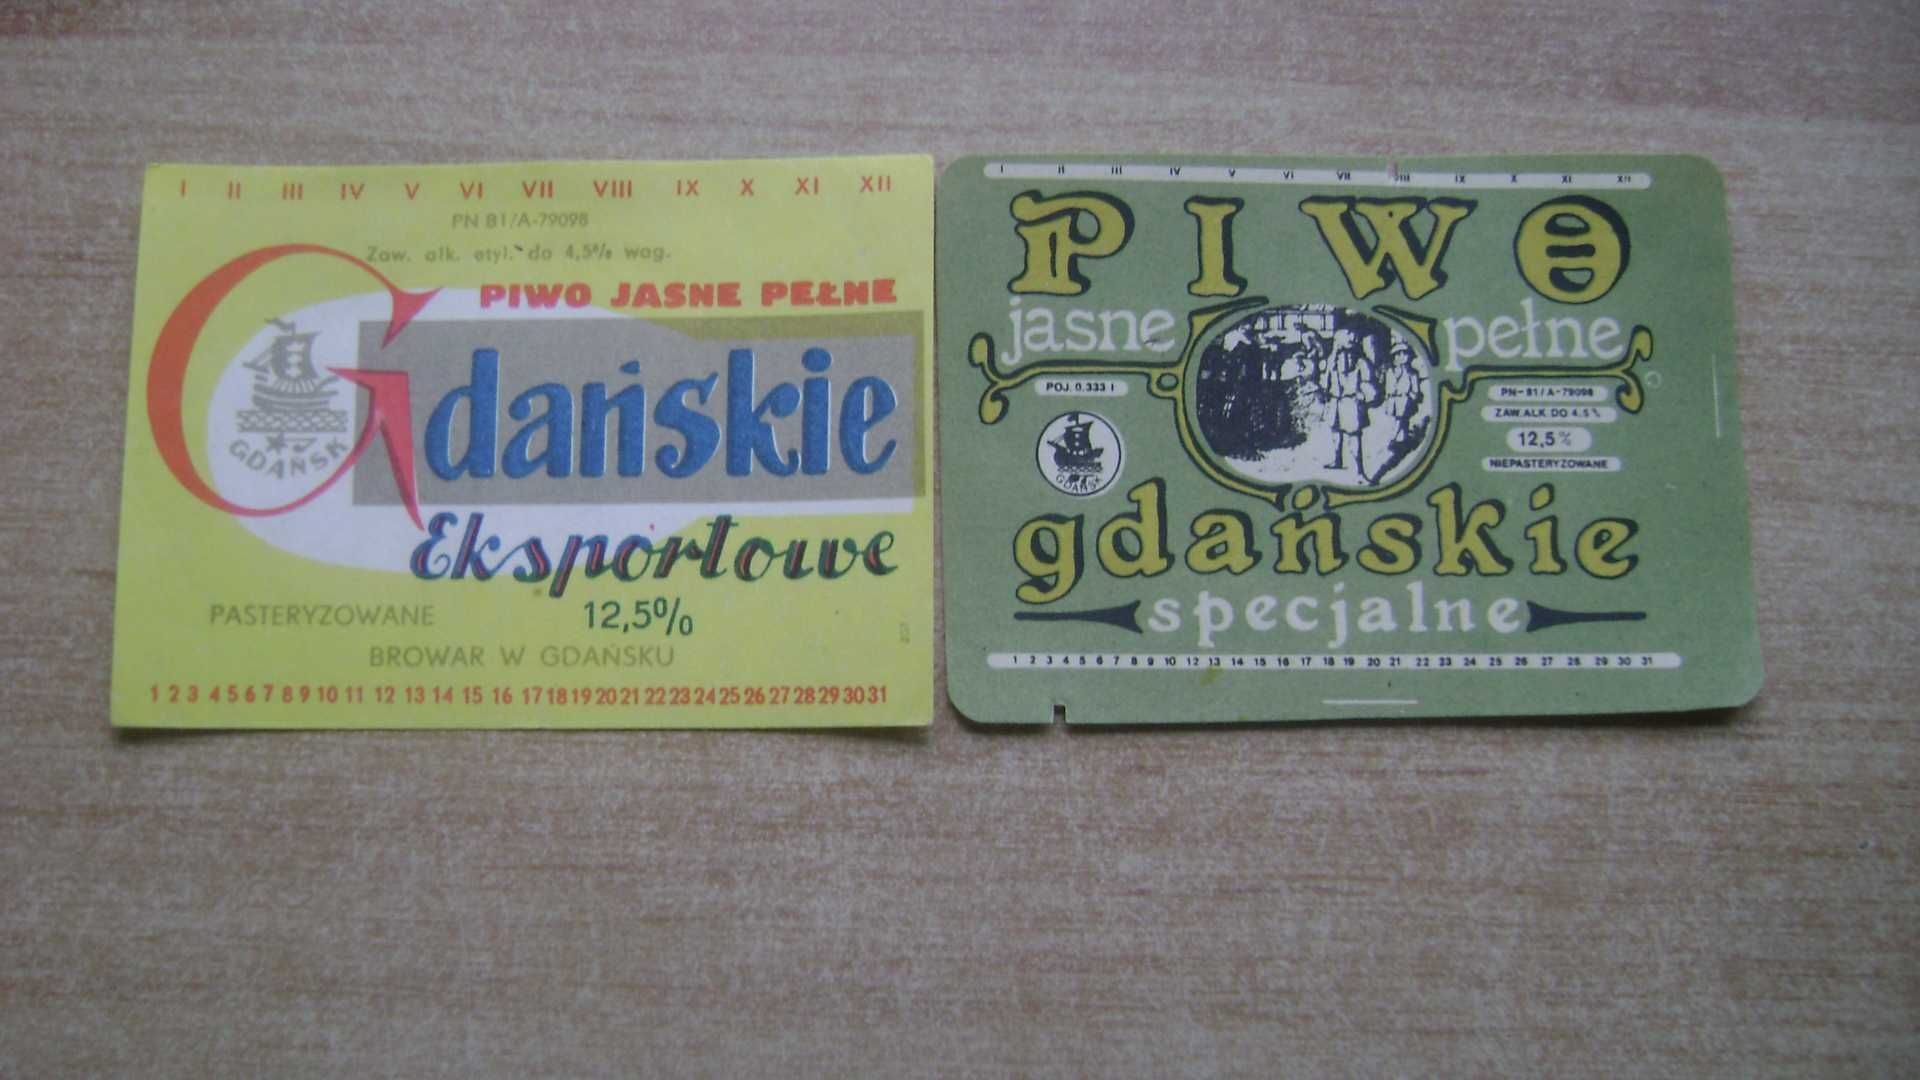 I II III IV V VI VII VIII IX X XI XII
PN 81/A-79098
Zaw. alk. etyl. do 4,5% wag.
PIWO JASNE PEŁNE
Gdańskie
GDAŃSK
Eksportowe
PASTERYZOWANE
12,5%
BROWAR W GDAŃSKU
1 2 3 4 5 6 7 8 9 10 11 12 13 14 15 16 17 18 19 20 21 22 23 24 25 26 27 28 29 30 31
I II III IV V VI VII VIII IX X XI XII
PIWO
jasne pełne
POJ. 0.333 l
PN-81/A-79098
ZAW. ALK. DO 4.5%
12,5%
NIEPASTERYZOWANE
GDAŃSK
gdańskie
specjalne
1 2 3 4 5 6 7 8 9 10 12 13 14 15 16 17 18 19 20 21 22 23 24 25 26 27 28 29 30 31